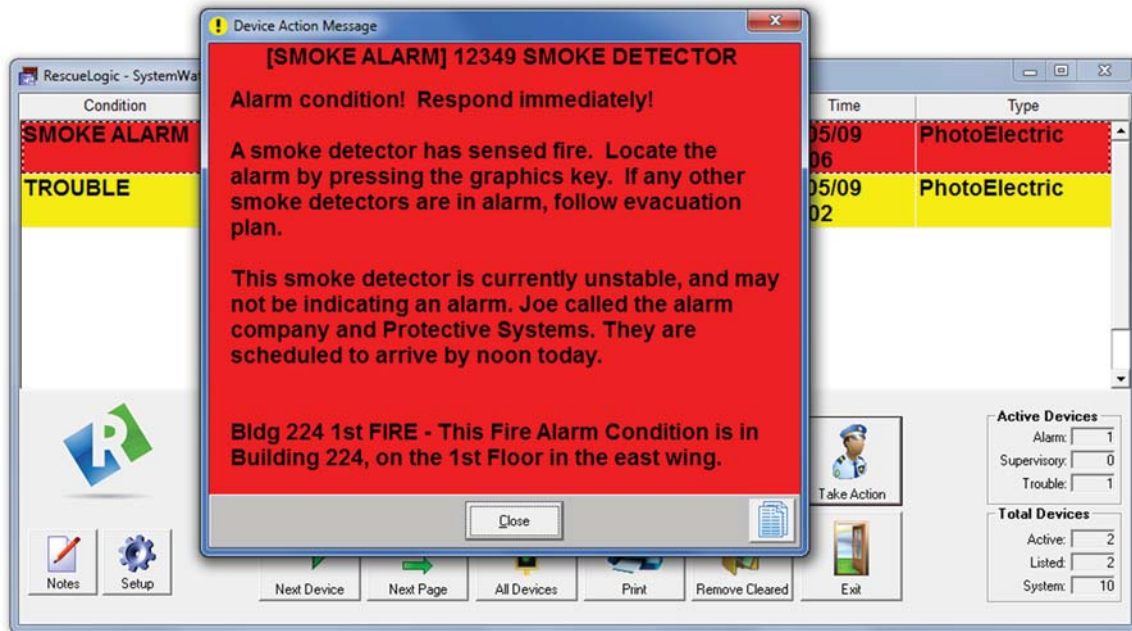 Device Action Message
[SMOKE ALARM] 12349 SMOKE DETECTOR
Alarm condition! Respond immediately!
A smoke detector has sensed fire. Locate the
alarm by pressing the graphics key. If any other
smoke detectors are in alarm, follow evacuation
plan.
This smoke detector is currently unstable, and may
not be indicating an alarm. Joe called the alarm
company and Protective Systems. They are
scheduled to arrive by noon today.
Bldg 224 1st FIRE - This Fire Alarm Condition is in
Building 224, on the 1st Floor in the east wing.
Close
RescueLogic - SystemWat
Condition
Time
Type
SMOKE ALARM
05/09
06
PhotoElectric
TROUBLE
05/09
02
PhotoElectric
R
Take Action
Active Devices
Alarm: 1
Supervisory: 0
Trouble: 1
Total Devices
Active: 2
Listed: 2
System: 10
Notes
Setup
Next Device
Next Page
All Devices
Print
Remove Cleared
Exit